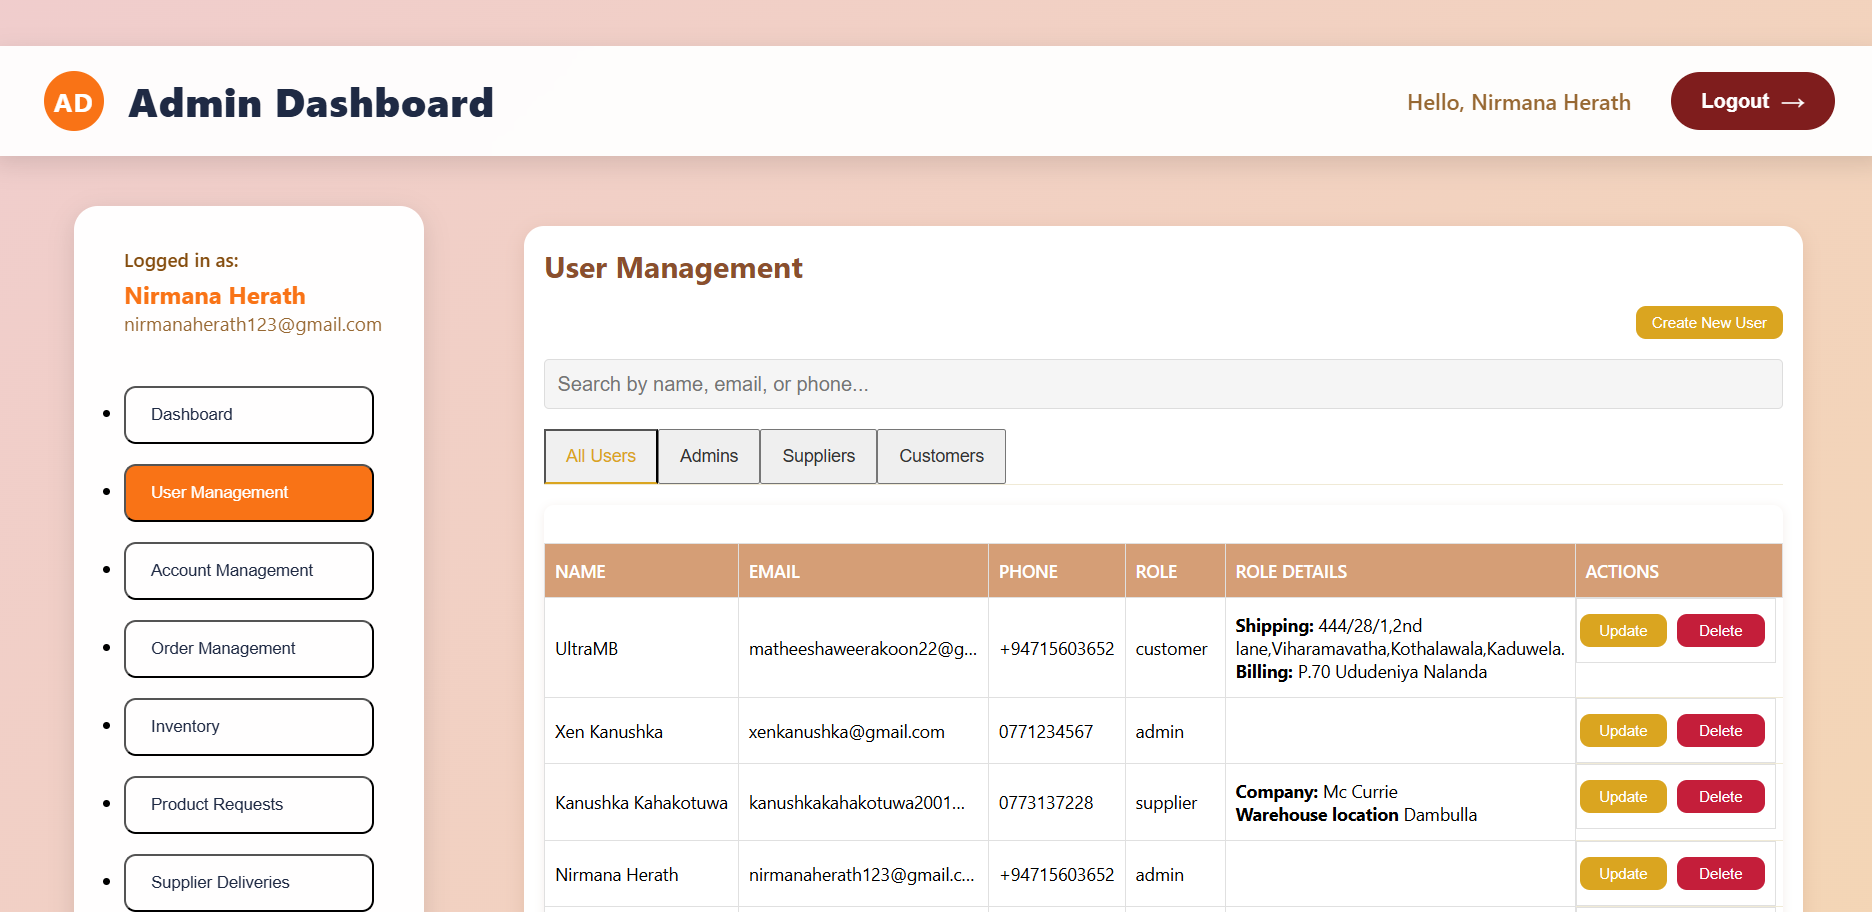 AD
Admin Dashboard
Hello, Nirmana Herath
Logout →
Logged in as:
Nirmana Herath
nirmanaherath123@gmail.com
Dashboard
User Management
Account Management
Order Management
Inventory
Product Requests
Supplier Deliveries
User Management
Create New User
Search by name, email, or phone...
All Users Admins Suppliers Customers
NAME EMAIL PHONE ROLE ROLE DETAILS ACTIONS
UltraMB matheeshaweerakoon22@g... +94715603652 customer Shipping: 444/28/1,2nd
lane,Viharamavatha,Kothalawala,Kaduwela.
Billing: P.70 Ududeniya Nalanda
Update Delete
Xen Kanushka xenkanushka@gmail.com 0771234567 admin Update Delete
Kanushka Kahakotuwa kanushkakahakotuwa2001... 0773137228 supplier Company: Mc Currie
Warehouse location Dambulla
Update Delete
Nirmana Herath nirmanaherath123@gmail.c... +94715603652 admin Update Delete